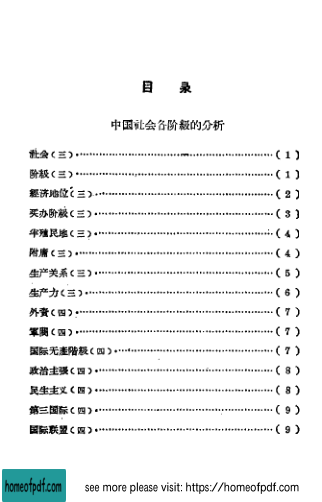 目 录
中国社会各阶級的分析
社会(三)……………………………(1)
阶級(三)……………………………(1)
經济地位(三)……………………………(2)
买办阶級(三)……………………………(3)
半殖民地(三)……………………………(4)
附庸(三)……………………………(4)
生产关系(三)……………………………(5)
生产力(三)……………………………(6)
外資(四)……………………………(7)
軍閥(四)……………………………(7)
国际无產階級(四)……………………………(7)
政治主張(四)……………………………(8)
民生主义(四)……………………………(8)
第三国际(四)……………………………(9)
国际联盟(四)……………………………(9)
homeofpdf.com
see more please visit: https://homeofpdf.com